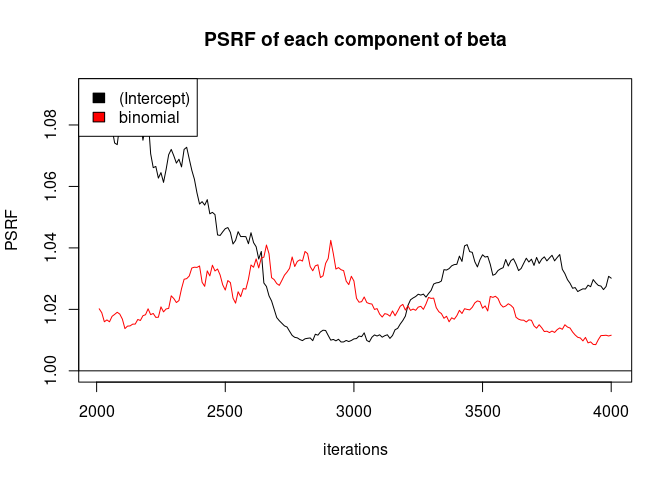 PSRF of each component of beta
(Intercept)
binomial
PSRF
1.08
1.06
1.04
1.02
1.00
2000 2500 3000 3500 4000
iterations